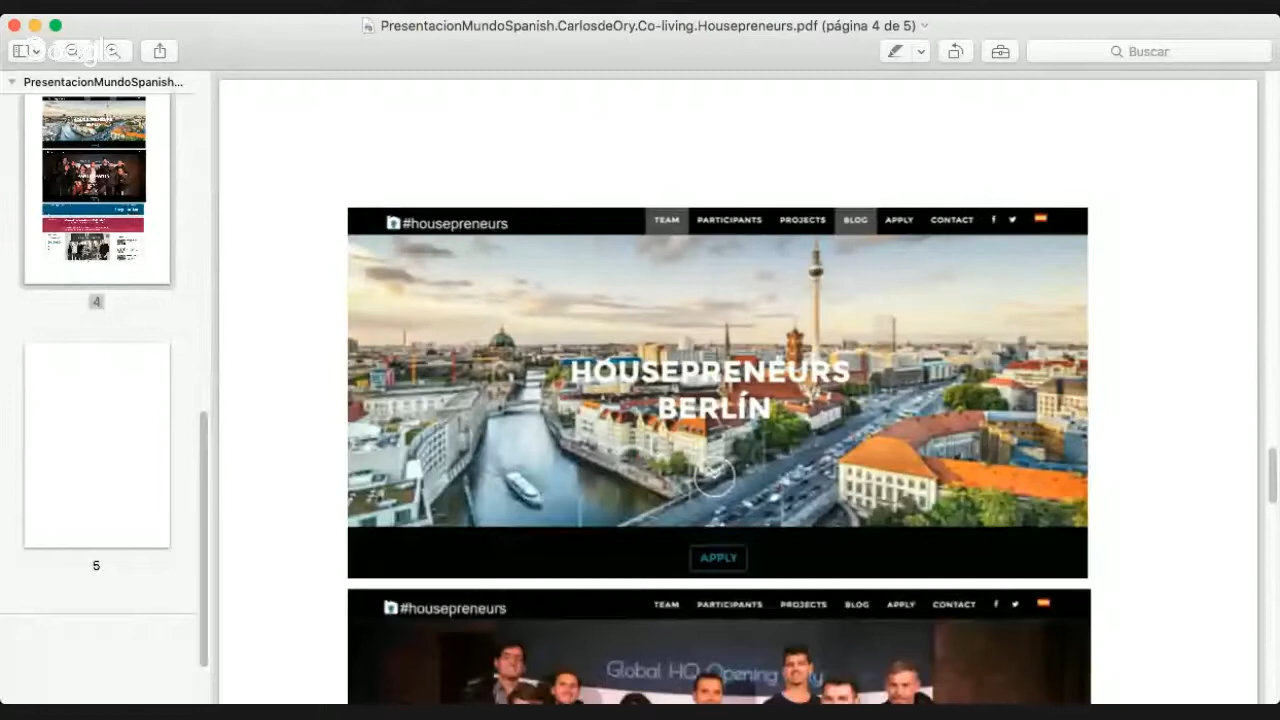 PresentacionMundoSpanish.CarlosdeOry.Co-living.Housepreneurs.pdf (página 4 de 5)
Google
Buscar
PresentacionMundoSpanish...
4
5
#housepreneurs
TEAM PARTICIPANTS PROJECTS BLOG APPLY CONTACT
HOUSEPRENEURS
BERLÍN
APPLY
#housepreneurs
TEAM PARTICIPANTS PROJECTS BLOG APPLY CONTACT
Global HQ Opening